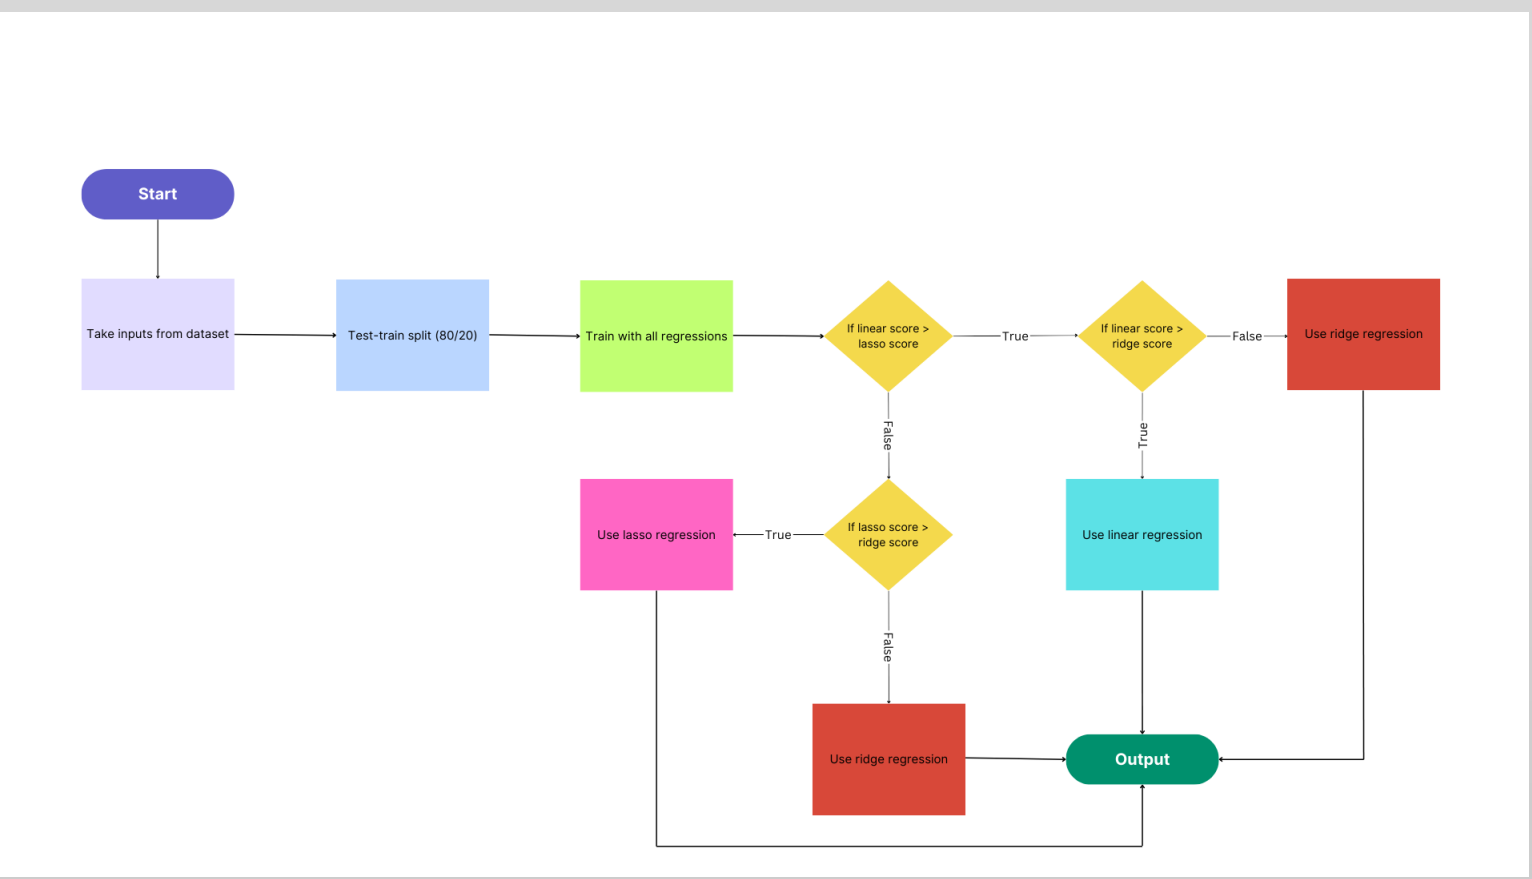 Start
Take inputs from dataset
Test-train split (80/20)
Train with all regressions
If linear score >
lasso score
True
If linear score >
ridge score
False
Use ridge regression
False
True
Use lasso regression
True
If lasso score >
ridge score
Use linear regression
False
Use ridge regression
Output